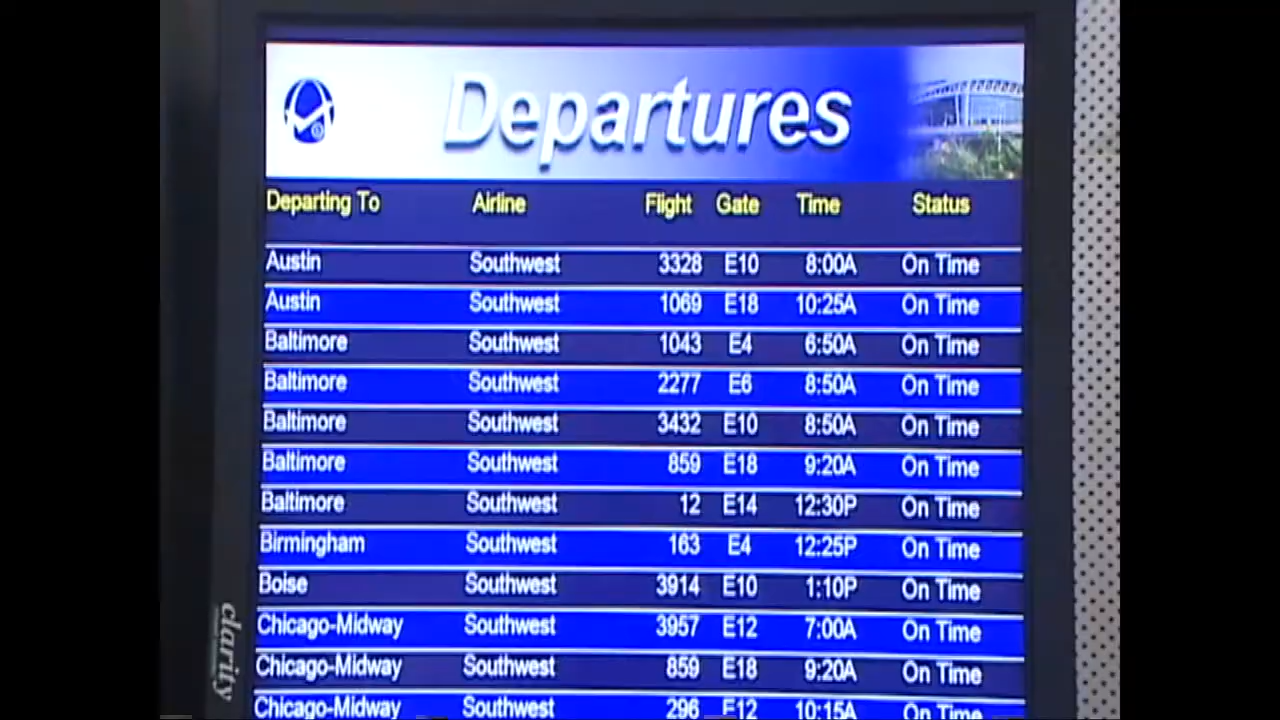 Departures
Departing To Airline Flight Gate Time Status
Austin Southwest 3328 E10 8:00A On Time
Austin Southwest 1069 E18 10:25A On Time
Baltimore Southwest 1043 E4 6:50A On Time
Baltimore Southwest 2277 E6 8:50A On Time
Baltimore Southwest 3432 E10 8:50A On Time
Baltimore Southwest 859 E18 9:20A On Time
Baltimore Southwest 12 E14 12:30P On Time
Birmingham Southwest 163 E4 12:25P On Time
Boise Southwest 3914 E10 1:10P On Time
Chicago-Midway Southwest 3957 E12 7:00A On Time
Chicago-Midway Southwest 859 E18 9:20A On Time
Chicago-Midway Southwest 296 E12 10:15A On Time
clarity